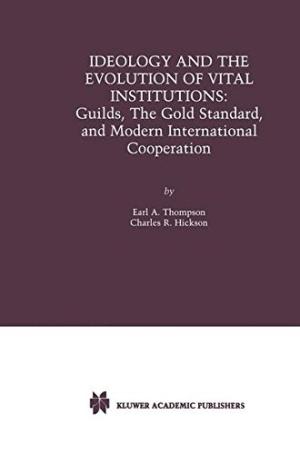 IDEOLOGY AND THE
EVOLUTION OF VITAL
INSTITUTIONS:
Guilds, The Gold Standard,
and Modern International
Cooperation
by
Earl A. Thompson
Charles R. Hickson
KLUWER ACADEMIC PUBLISHERS